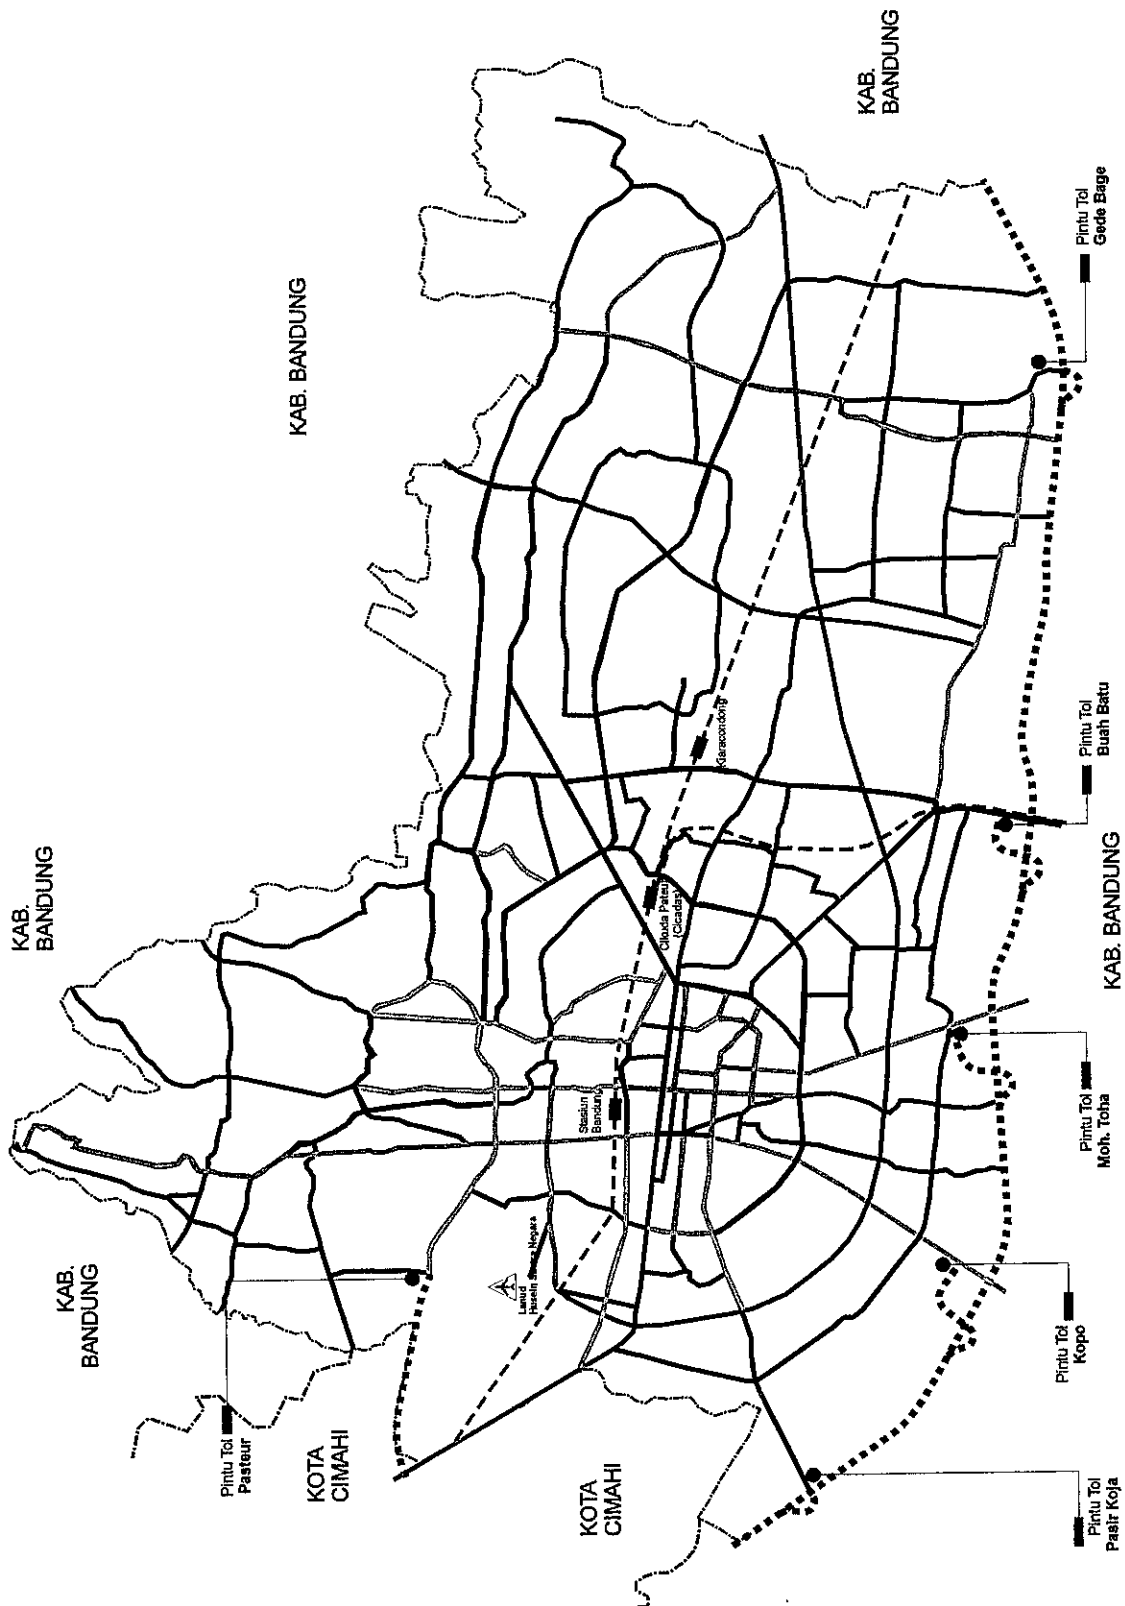 KAB.
BANDUNG
KAB.
BANDUNG
Pintu Tol
Pasteur
KAB. BANDUNG
KOTA
CIMAHI
Lanud
Husein Negara
KOTA
CIMAHI
Stasiun
Bandung
Cikuda
(Cicadas)
Kiaracondong
KAB.
BANDUNG
Pintu Tol
Pasir Koja
Pintu Tol
Kopo
Pintu Tol
Moh. Toha
KAB. BANDUNG
Pintu Tol
Buah Batu
Pintu Tol
Gede Bage